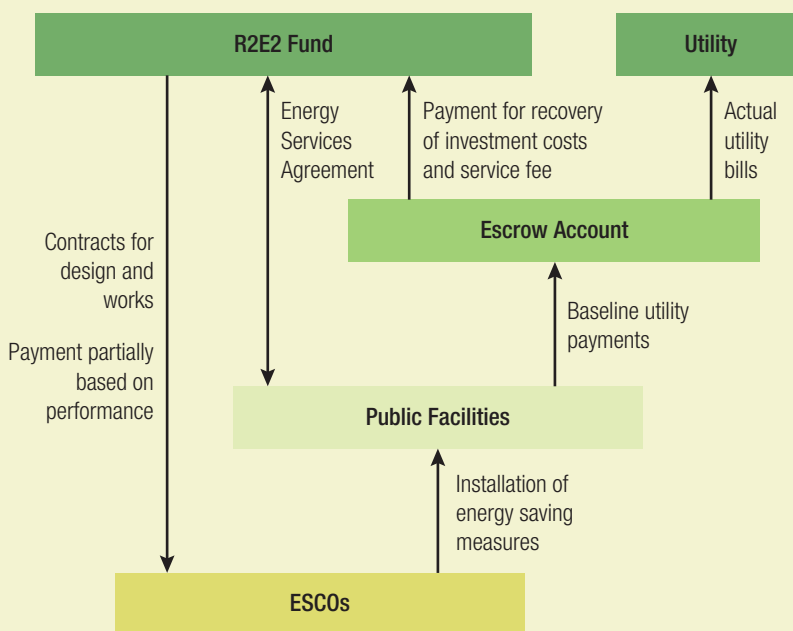 R2E2 Fund
Utility
Energy
Services
Agreement
Payment for recovery
of investment costs
and service fee
Actual
utility
bills
Escrow Account
Contracts for
design and
works
Payment partially
based on
performance
Baseline utility
payments
Public Facilities
Installation of
energy saving
measures
ESCOs